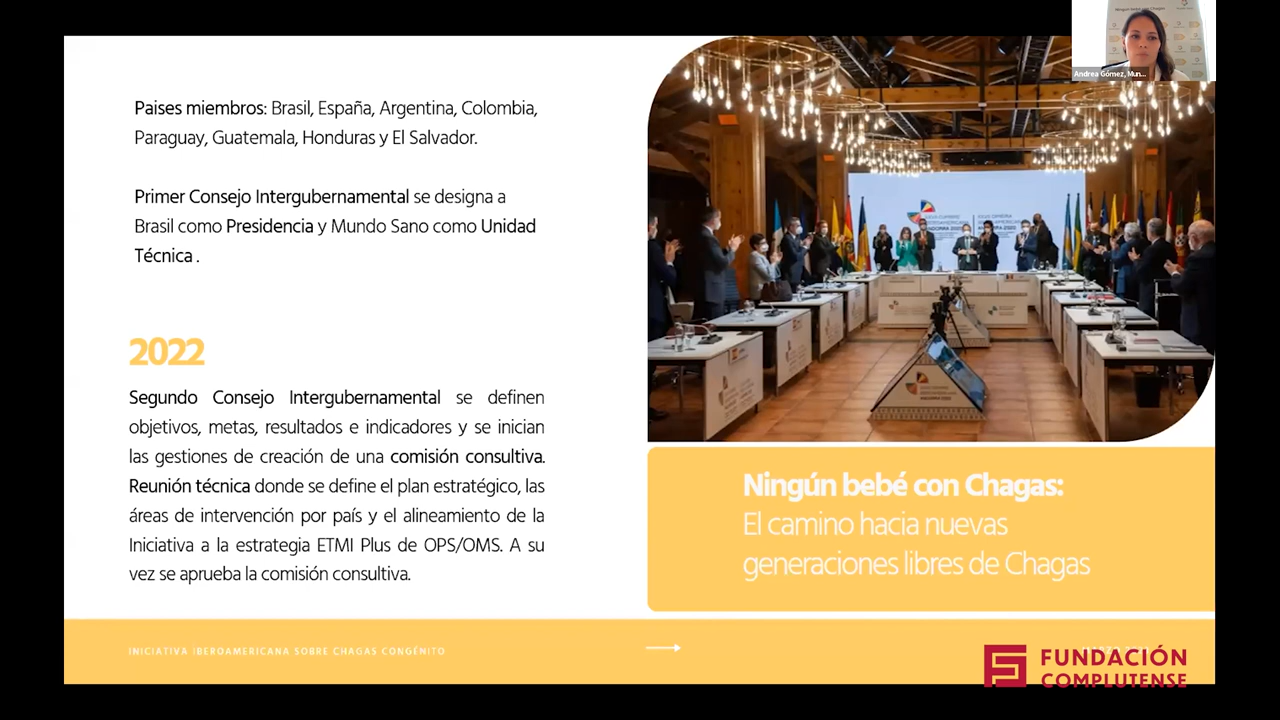 Paises miembros: Brasil, España, Argentina, Colombia,
Paraguay, Guatemala, Honduras y El Salvador.
Primer Consejo Intergubernamental se designa a
Brasil como Presidencia y Mundo Sano como Unidad
Técnica .
2022
Segundo Consejo Intergubernamental se definen
objetivos, metas, resultados e indicadores y se inician
las gestiones de creación de una comisión consultiva.
Reunión técnica donde se define el plan estratégico, las
áreas de intervención por país y el alineamiento de la
Iniciativa a la estrategia ETMI Plus de OPS/OMS. A su
vez se aprueba la comisión consultiva.
Andrea Gómez, Mun...
Ningún bebé con Chagas:
El camino hacia nuevas
generaciones libres de Chagas
INICIATIVA IBEROAMERICANA SOBRE CHAGAS CONGÉNITO
FUNDACIÓN
COMPLUTENSE